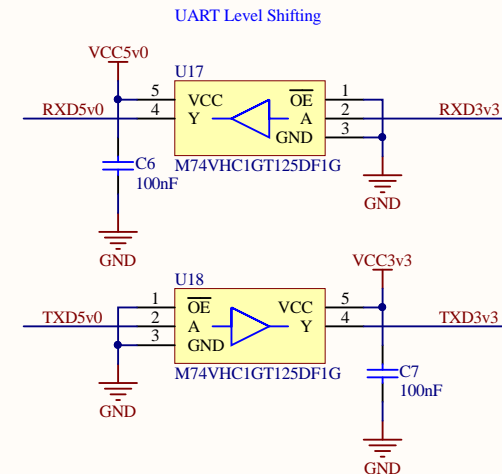 UART Level Shifting
VCC5v0
U17
5 VCC OE 1
RXD5v0 4 Y A 2 RXD3v3
GND 3
C6
100nF
M74VHC1GT125DF1G
GND
GND
VCC3v3
U18
1 OE VCC 5
TXD5v0 2 A Y 4 TXD3v3
3 GND
M74VHC1GT125DF1G
C7
100nF
GND
GND